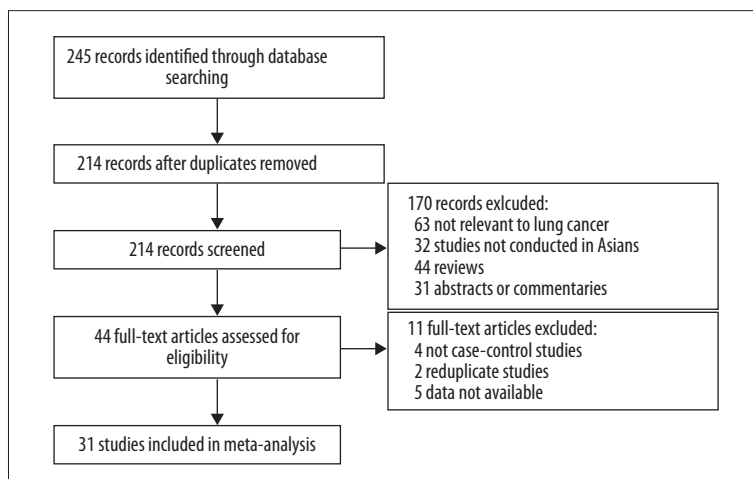 245 records identified through database
searching
214 records after duplicates removed
214 records screened
170 records exlcuded:
63 not relevant to lung cancer
32 studies not conducted in Asians
44 reviews
31 abstracts or commentaries
44 full-text articles assessed for
eligibility
11 full-text articles excluded:
4 not case-control studies
2 reduplicate studies
5 data not available
31 studies included in meta-analysis